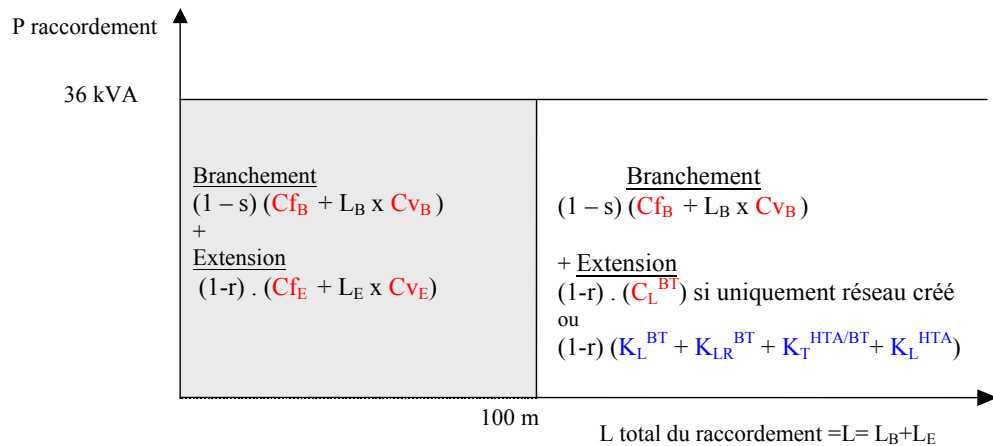 P raccordement
36 kVA
Branchement
(1 – s) (Cf_B + L_B x Cv_B)
+
Extension
(1-r) . (Cf_E + L_E x Cv_E)
Branchement
(1 – s) (Cf_B + L_B x Cv_B)
+ Extension
(1-r) . (C_L^BT) si uniquement réseau créé
ou
(1-r) (K_L^BT + K_LR^BT + K_T^HTA/BT + K_L^HTA)
100 m
L total du raccordement =L= L_B+L_E